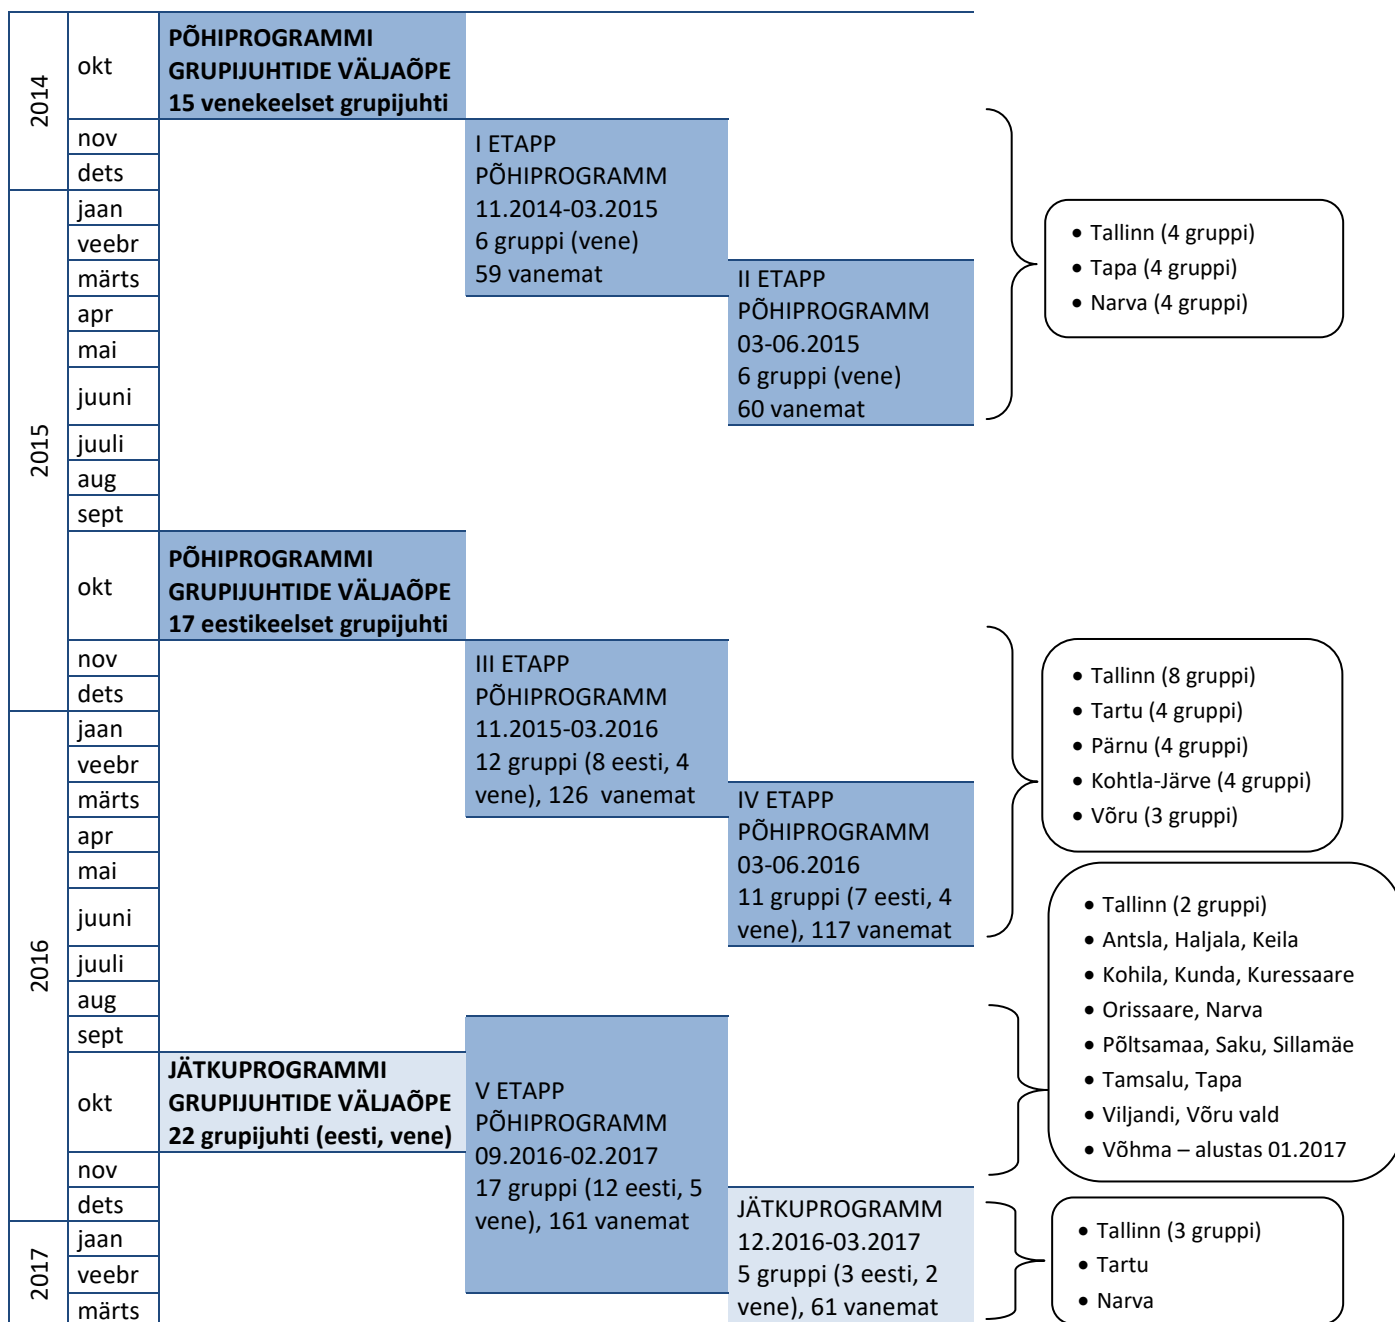 2014
okt
PÕHIPROGRAMMI
GRUPIJUHTIDE VÄLJAÕPE
15 venekeelset grupijuhti
nov
dets
I ETAPP
PÕHIPROGRAMM
11.2014-03.2015
6 gruppi (vene)
59 vanemat
2015
jaan
veebr
märts
apr
mai
juuni
juuli
aug
sept
II ETAPP
PÕHIPROGRAMM
03-06.2015
6 gruppi (vene)
60 vanemat
• Tallinn (4 gruppi)
• Tapa (4 gruppi)
• Narva (4 gruppi)
okt
PÕHIPROGRAMMI
GRUPIJUHTIDE VÄLJAÕPE
17 eestikeelset grupijuhti
nov
dets
III ETAPP
PÕHIPROGRAMM
11.2015-03.2016
12 gruppi (8 eesti, 4
vene), 126 vanemat
2016
jaan
veebr
märts
apr
mai
juuni
juuli
aug
sept
IV ETAPP
PÕHIPROGRAMM
03-06.2016
11 gruppi (7 eesti, 4
vene), 117 vanemat
• Tallinn (8 gruppi)
• Tartu (4 gruppi)
• Pärnu (4 gruppi)
• Kohtla-Järve (4 gruppi)
• Võru (3 gruppi)
okt
JÄTKUPROGRAMMI
GRUPIJUHTIDE VÄLJAÕPE
22 grupijuhti (eesti, vene)
nov
dets
V ETAPP
PÕHIPROGRAMM
09.2016-02.2017
17 gruppi (12 eesti, 5
vene), 161 vanemat
• Tallinn (2 gruppi)
• Antsla, Haljala, Keila
• Kohila, Kunda, Kuressaare
• Orissaare, Narva
• Põltsamaa, Saku, Sillamäe
• Tamsalu, Tapa
• Viljandi, Võru vald
• Võhma – alustas 01.2017
2017
jaan
veebr
märts
JÄTKUPROGRAMM
12.2016-03.2017
5 gruppi (3 eesti, 2
vene), 61 vanemat
• Tallinn (3 gruppi)
• Tartu
• Narva